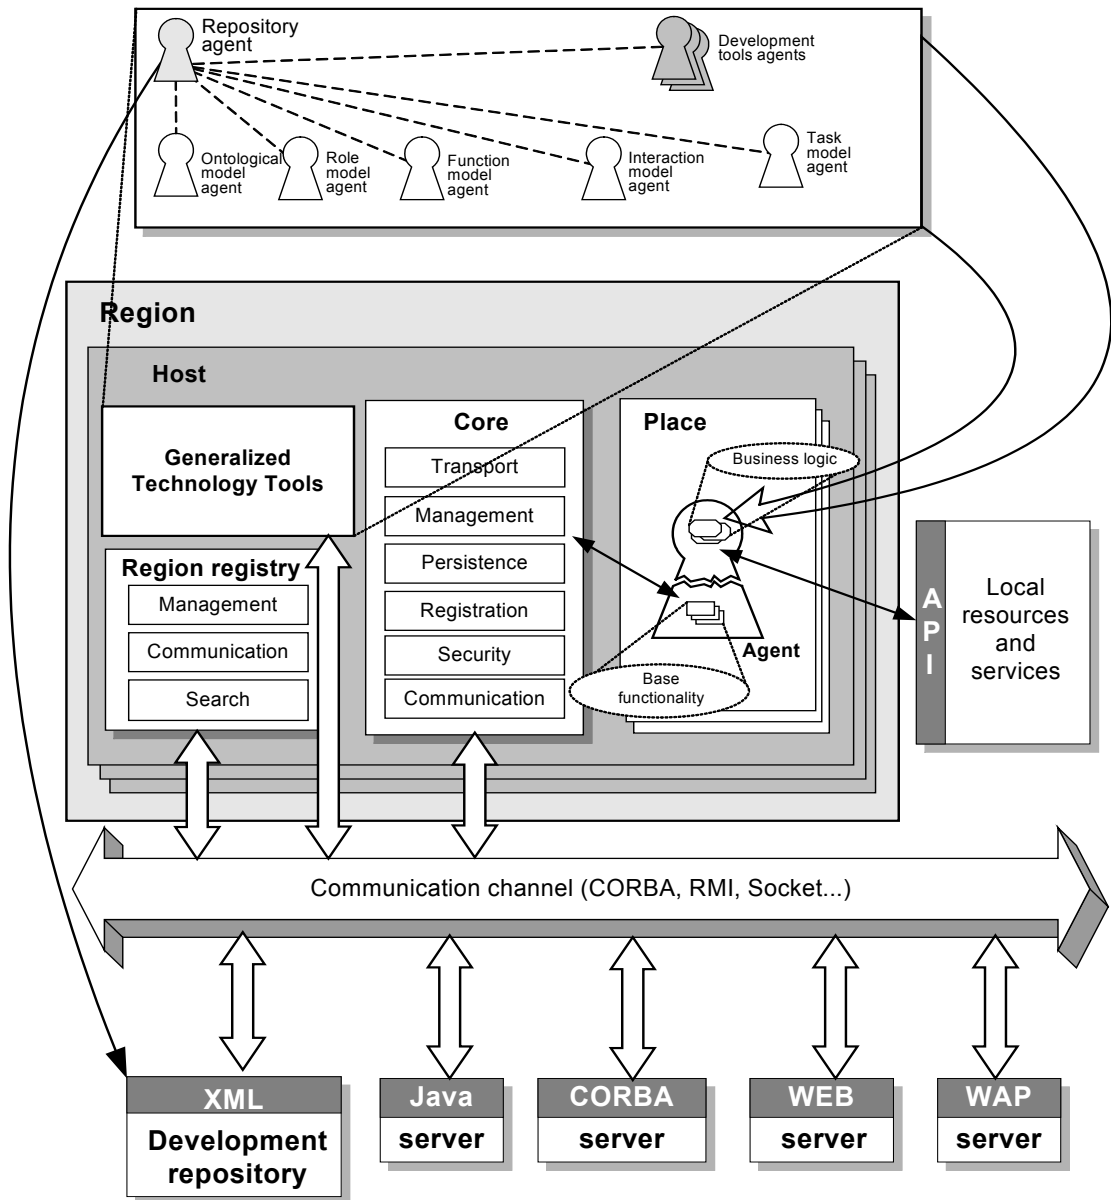 Repository
agent
Development
tools agents
Ontological
model
agent
Role
model
agent
Function
model
agent
Interaction
model
agent
Task
model
agent
Region
Host
Generalized
Technology Tools
Region registry
Management
Communication
Search
Core
Transport
Management
Persistence
Registration
Security
Communication
Place
Business logic
Agent
Base
functionality
API
Local
resources
and
services
Communication channel (CORBA, RMI, Socket...)
XML
Development
repository
Java
server
CORBA
server
WEB
server
WAP
server